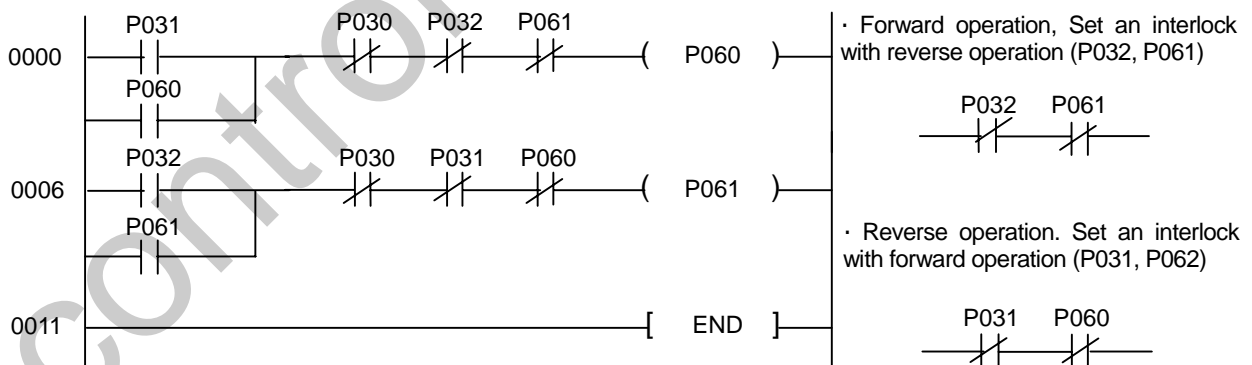 P031 P030 P032 P061
0000 ( P060 )
P060
P032 P030 P031 P060
0006 ( P061 )
P061
0011 [ END ]
· Forward operation, Set an interlock
with reverse operation (P032, P061)
P032 P061
· Reverse operation. Set an interlock
with forward operation (P031, P062)
P031 P060
contro